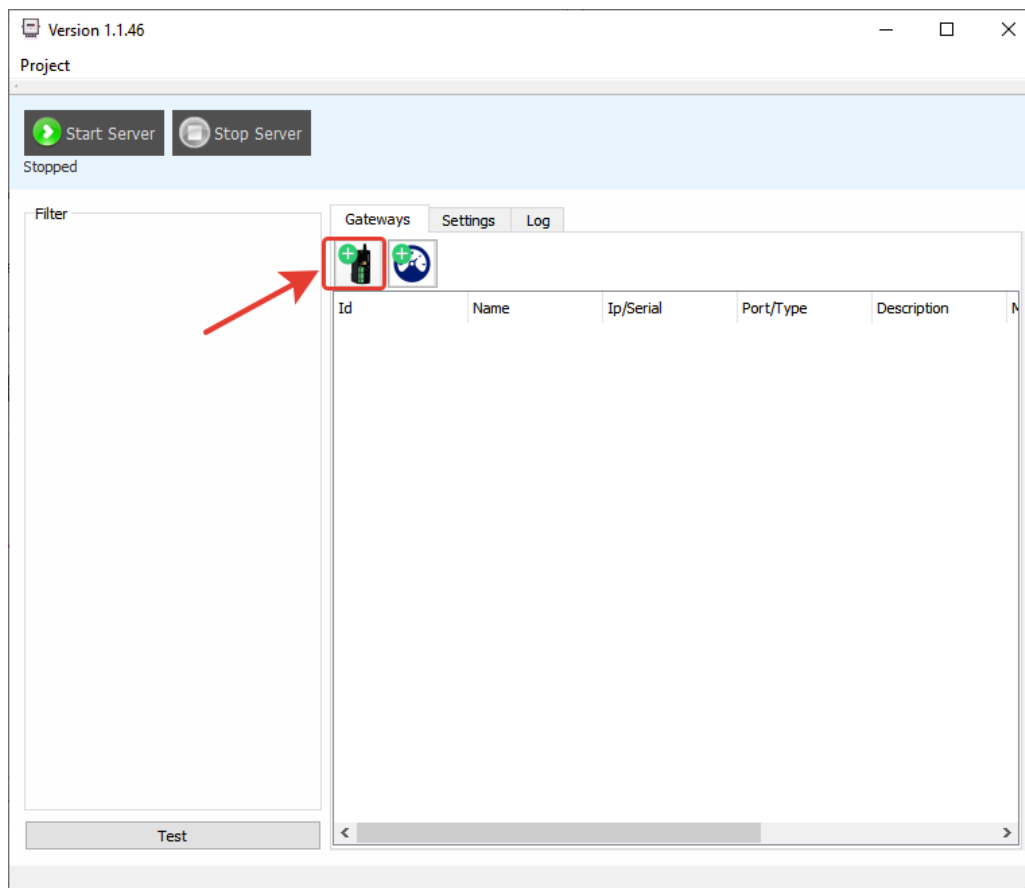 Version 1.1.46
Project
Start Server Stop Server
Stopped
Filter
Gateways Settings Log
Id Name Ip/Serial Port/Type Description
Test